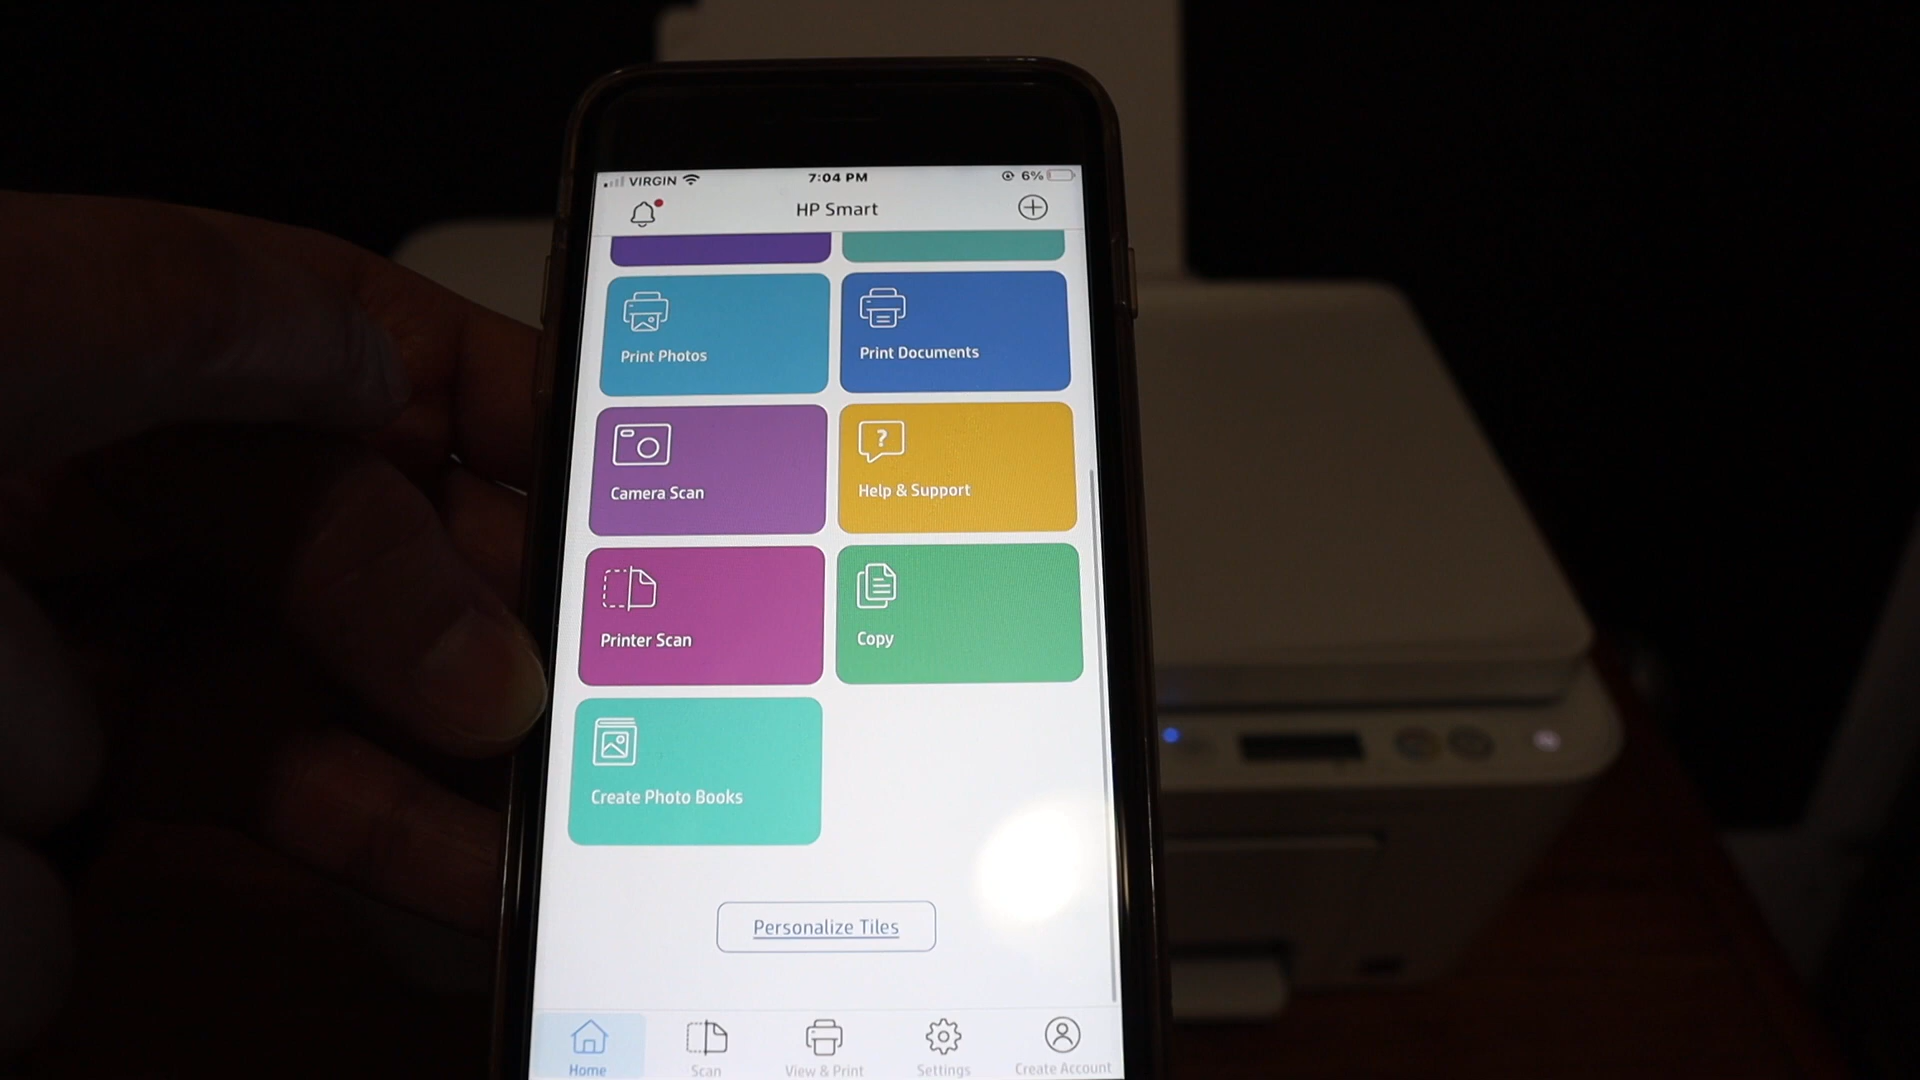 VIRGIN 7:04 PM 6%
HP Smart
Print Photos
Print Documents
Camera Scan
Help & Support
Printer Scan
Copy
Create Photo Books
Personalize Tiles
Home
Scan
View & Print
Settings
Create Account